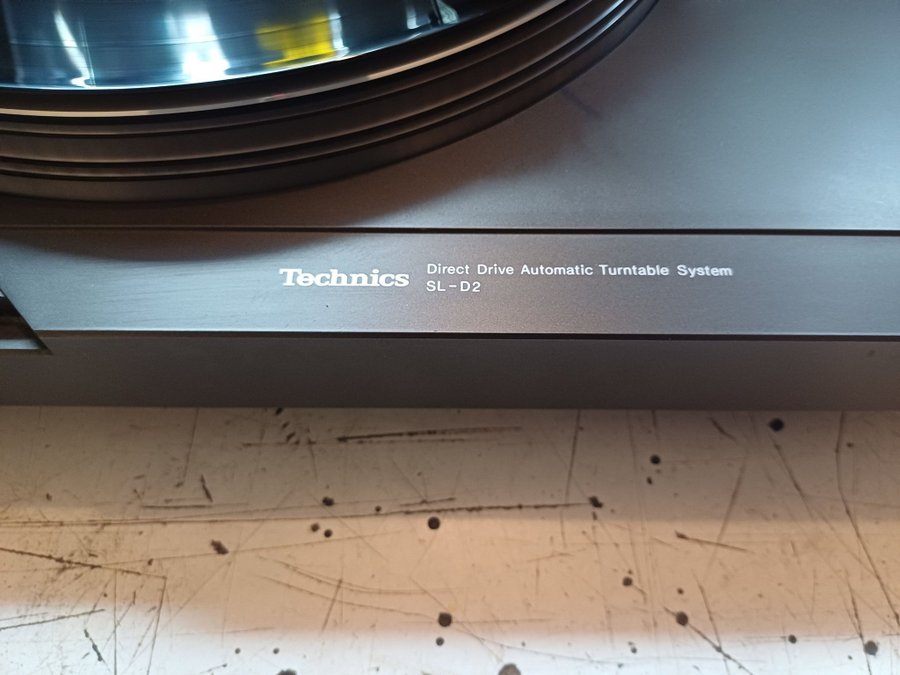 Technics
Direct Drive Automatic Turntable System
SL-D2